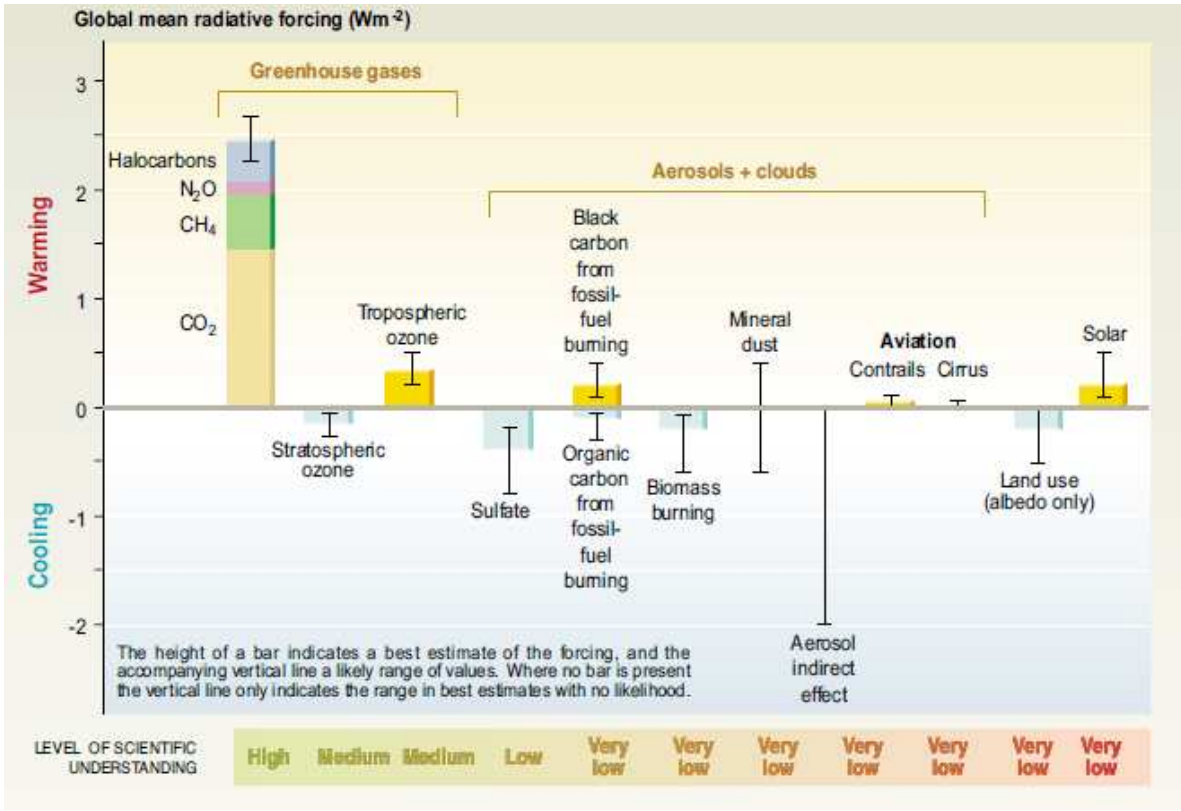 Global mean radiative forcing (Wm-2)
Greenhouse gases
Aerosols + clouds
Warming
Cooling
3
2
1
0
-1
-2
Halocarbons
N2O
CH4
CO2
Stratospheric
ozone
Tropospheric
ozone
Sulfate
Black
carbon
from
fossil-
fuel
burning
Organic
carbon
from
fossil-
fuel
burning
Biomass
burning
Mineral
dust
Aerosol
indirect
effect
Aviation
Contrails Cirrus
Land use
(albedo only)
Solar
The height of a bar indicates a best estimate of the forcing, and the
accompanying vertical line a likely range of values. Where no bar is present
the vertical line only indicates the range in best estimates with no likelihood.
LEVEL OF SCIENTIFIC
UNDERSTANDING
High
Medium
Medium
Low
Very
low
Very
low
Very
low
Very
low
Very
low
Very
low
Very
low